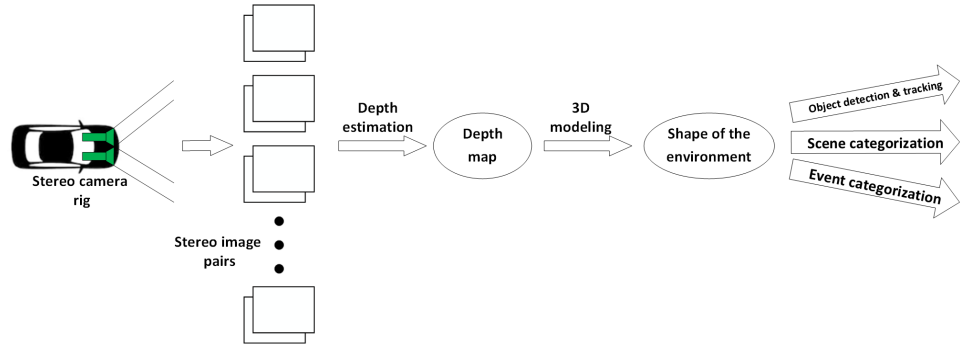 Stereo camera
rig
Stereo image
pairs
Depth
estimation
Depth
map
3D
modeling
Shape of the
environment
Object detection & tracking
Scene categorization
Event categorization